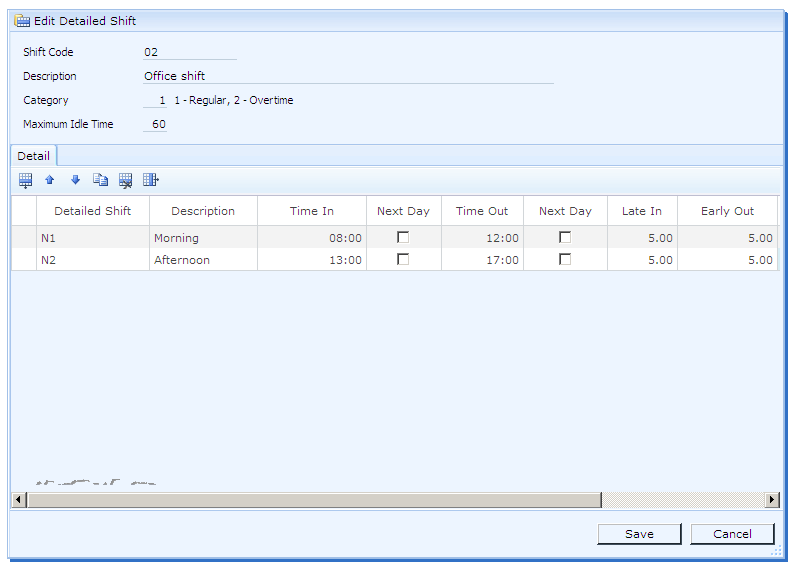 Edit Detailed Shift
Shift Code 02
Description Office shift
Category 1 1 - Regular, 2 - Overtime
Maximum Idle Time 60
Detail
Detailed Shift Description Time In Next Day Time Out Next Day Late In Early Out
N1 Morning 08:00 12:00 5.00 5.00
N2 Afternoon 13:00 17:00 5.00 5.00
Save Cancel